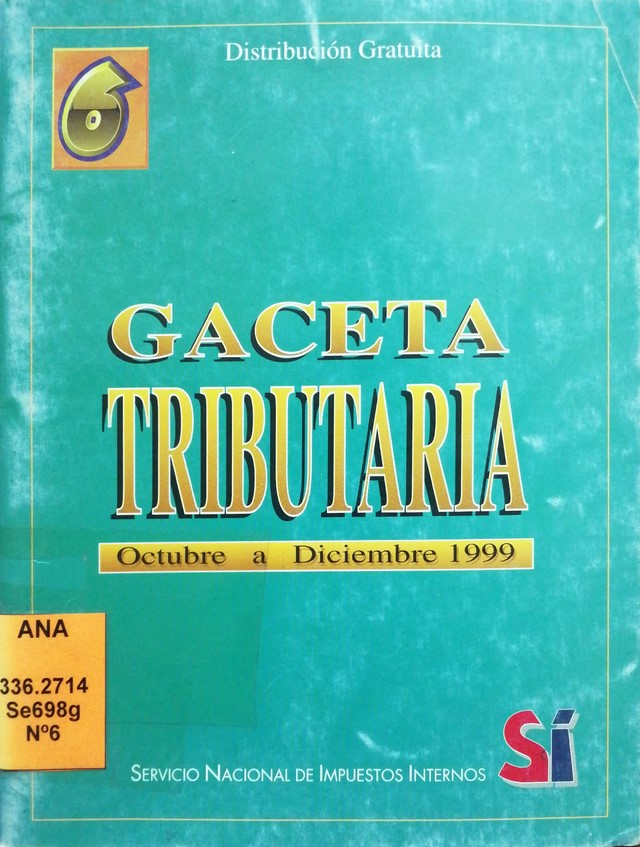 Distribución Gratuita
6
GACETA
TRIBUTARIA
Octubre a Diciembre 1999
ANA
336.2714
Se698g
Nº6
SERVICIO NACIONAL DE IMPUESTOS INTERNOS
Sí